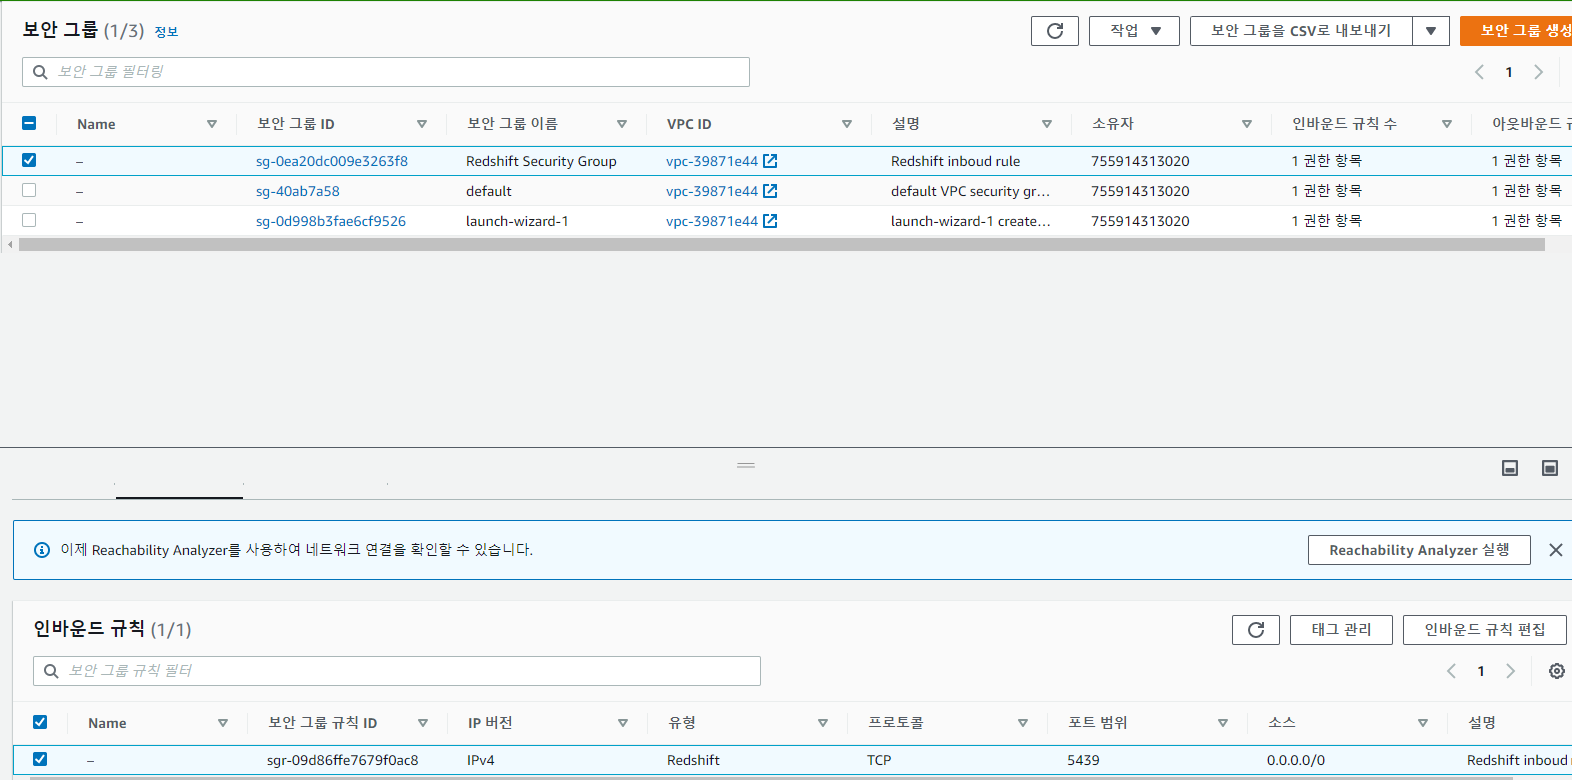 보안 그룹 (1/3) 정보
작업
보안 그룹을 CSV로 내보내기
보안 그룹 생성
보안 그룹 필터링
1
Name 보안 그룹 ID 보안 그룹 이름 VPC ID 설명 소유자 인바운드 규칙 수 아웃바운드
– sg-0ea20dc009e3263f8 Redshift Security Group vpc-39871e44 Redshift inboud rule 755914313020 1 권한 항목 1 권한 항목
– sg-40ab7a58 default vpc-39871e44 default VPC security gr... 755914313020 1 권한 항목 1 권한 항목
– sg-0d998b3fae6cf9526 launch-wizard-1 vpc-39871e44 launch-wizard-1 create... 755914313020 1 권한 항목 1 권한 항목
이제 Reachability Analyzer를 사용하여 네트워크 연결을 확인할 수 있습니다.
Reachability Analyzer 실행
인바운드 규칙 (1/1)
태그 관리
인바운드 규칙 편집
보안 그룹 규칙 필터
1
Name 보안 그룹 규칙 ID IP 버전 유형 프로토콜 포트 범위 소스 설명
– sgr-09d86ffe7679f0ac8 IPv4 Redshift TCP 5439 0.0.0.0/0 Redshift inboud